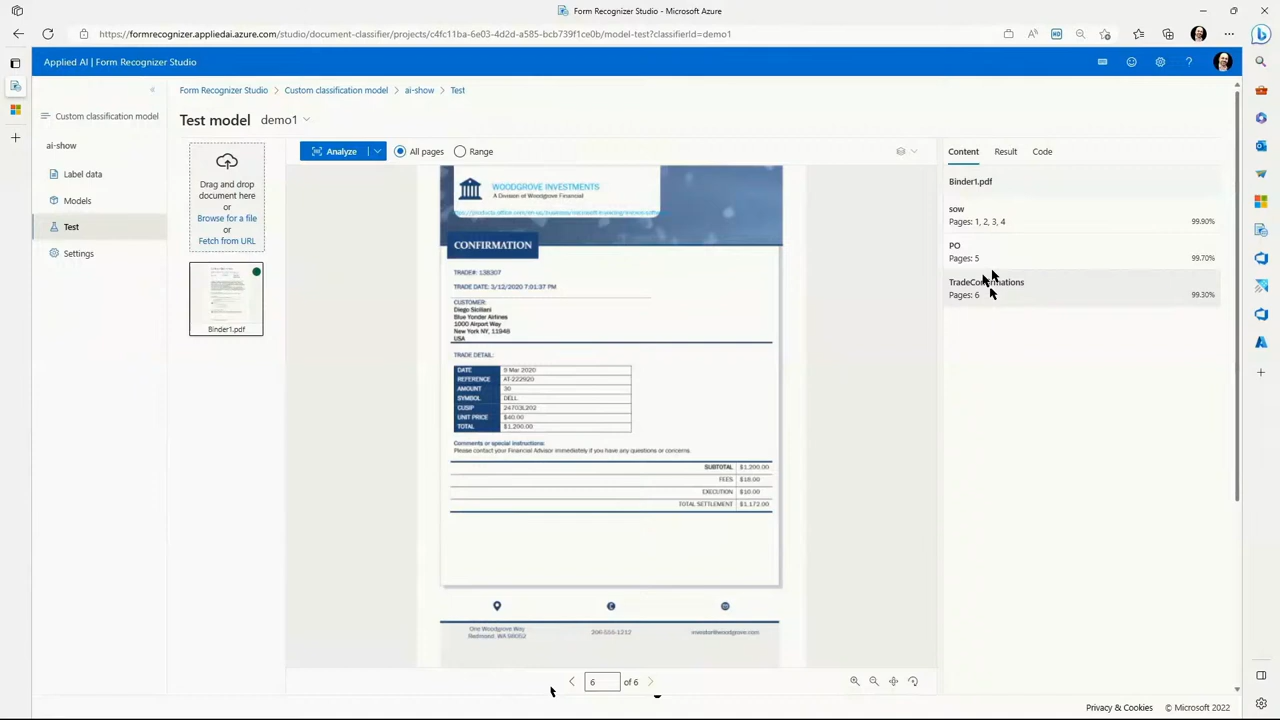 Form Recognizer Studio - Microsoft Azure
https://formrecognizer.appliedai.azure.com/studio/document-classifier/projects/c4fc11ba-6e03-4d2d-a585-bcb739f1ce0b/model-test?classifierId=demo1
Applied AI | Form Recognizer Studio
Form Recognizer Studio > Custom classification model > ai-show > Test
Custom classification model
ai-show
Label data
Models
Test
Settings
Test model demo1
Drag and drop
document here
or
Browse for a file
or
Fetch from URL
Binder1.pdf
Analyze
All pages
Range
WOODGROVE INVESTMENTS
A Division of Woodgrove Financial
CONFIRMATION
TRADE#: 138307
TRADE DATE: 3/12/2020 7:01:37 PM
CUSTOMER:
Diego Siciliani
Blue Yonder Airlines
1000 Airport Way
New York NY, 11948
USA
TRADE DETAIL:
DATE 9 Mar 2020
REFERENCE AT-222920
AMOUNT 30
SYMBOL DELL
CUSIP 24703L202
UNIT PRICE $40.00
TOTAL $1,200.00
Comments or special instructions:
Please contact your Financial Advisor immediately if you have any questions or concerns.
SUBTOTAL $1,200.00
FEES $18.00
EXECUTION $10.00
TOTAL SETTLEMENT $1,172.00
One Woodgrove Way
Redmond, WA 98052
206-555-1212
investor@woodgrove.com
6 of 6
Content
Result
Code
Binder1.pdf
sow
Pages: 1, 2, 3, 4 99.90%
PO
Pages: 5 99.70%
TradeConfirmations
Pages: 6 99.30%
Privacy & Cookies
© Microsoft 2022